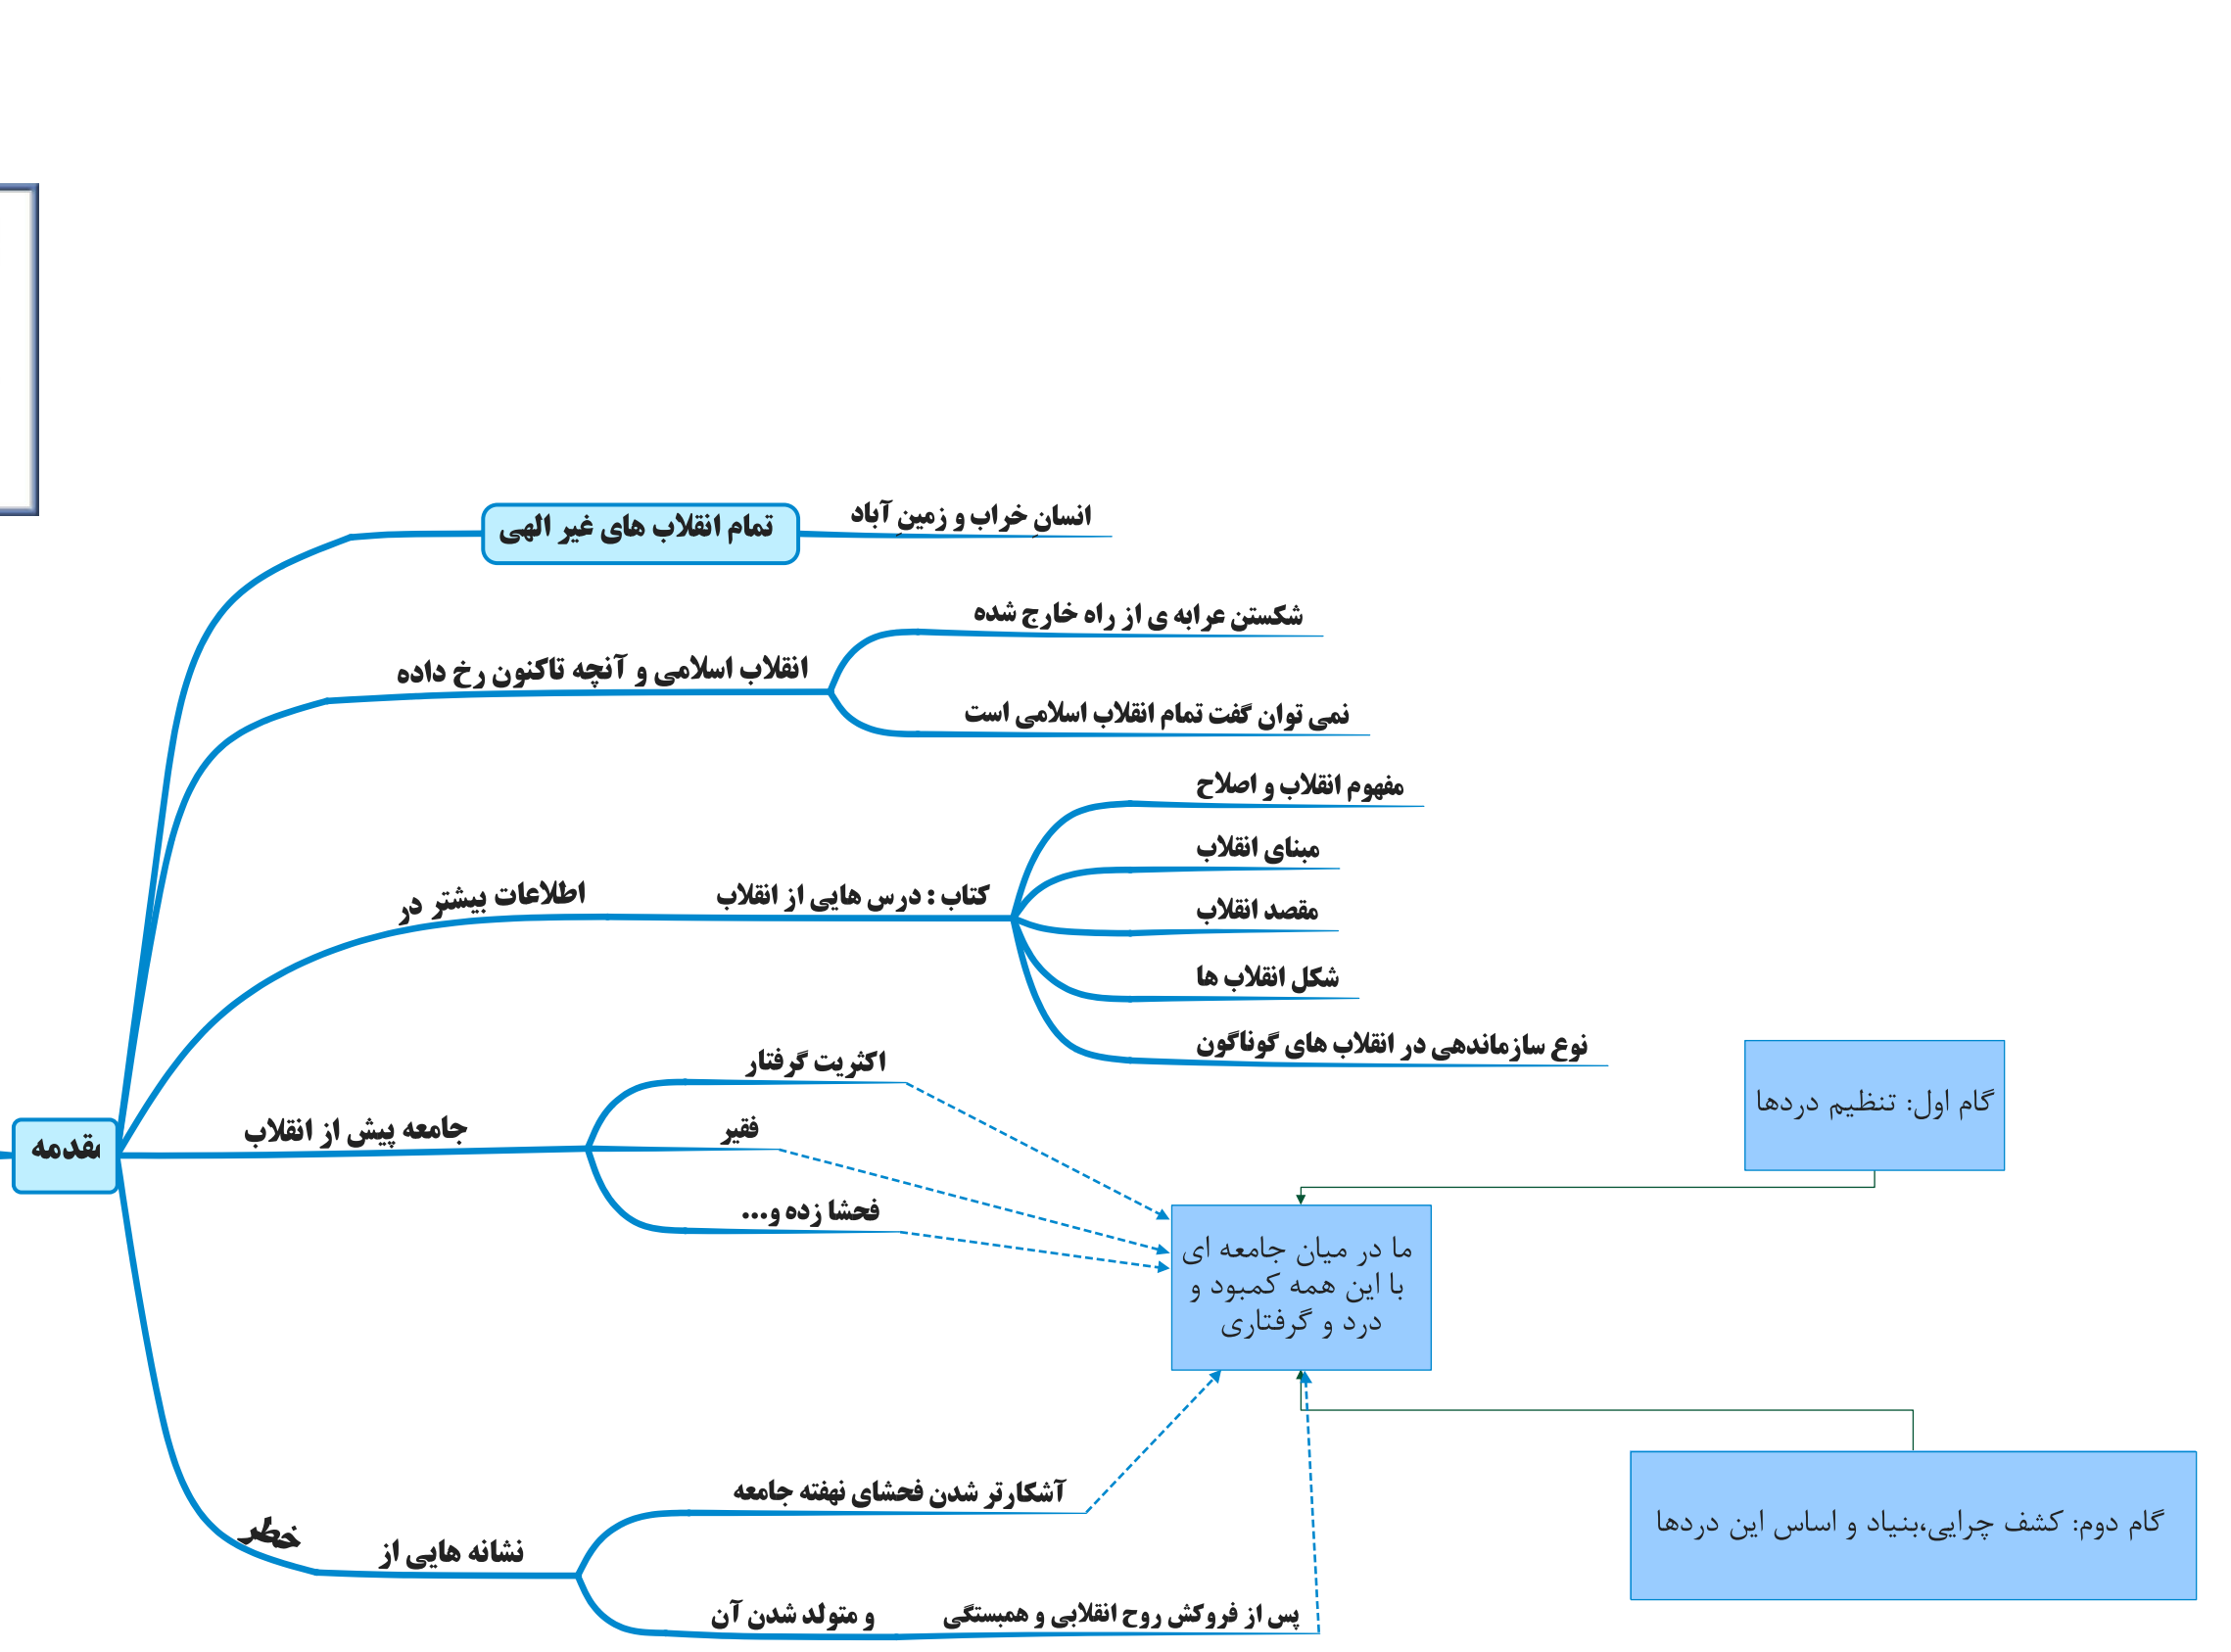 مقدمه
تمام انقلاب های غیر الهی
انسانِ خراب و زمینِ آباد
انقلاب اسلامی و آنچه تاکنون رخ داده
شکستن عرابه ی از راه خارج شده
نمی توان گفت تمام انقلاب اسلامی است
اطلاعات بیشتر در
کتاب : درس هایی از انقلاب
مفهوم انقلاب و اصلاح
مبنای انقلاب
مقصد انقلاب
شکل انقلاب ها
نوع سازماندهی در انقلاب های گوناگون
جامعه پیش از انقلاب
اکثریت گرفتار
فقیر
فحشا زده و...
خطر
نشانه هایی از
آشکارتر شدن فحشای نهفته جامعه
و متولد شدن آن
پس از فروکش روح انقلابی و همبستگی
گام اول: تنظیم دردها
ما در میان جامعه ای
با این همه کمبود و
درد و گرفتاری
گام دوم: کشف چرایی،بنیاد و اساس این دردها